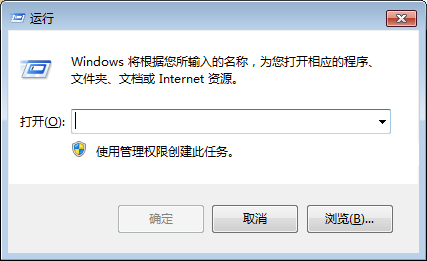 运行
Windows 将根据您所输入的名称，为您打开相应的程序、
文件夹、文档或 Internet 资源。
打开(O):
使用管理权限创建此任务。
确定
取消
浏览(B)...